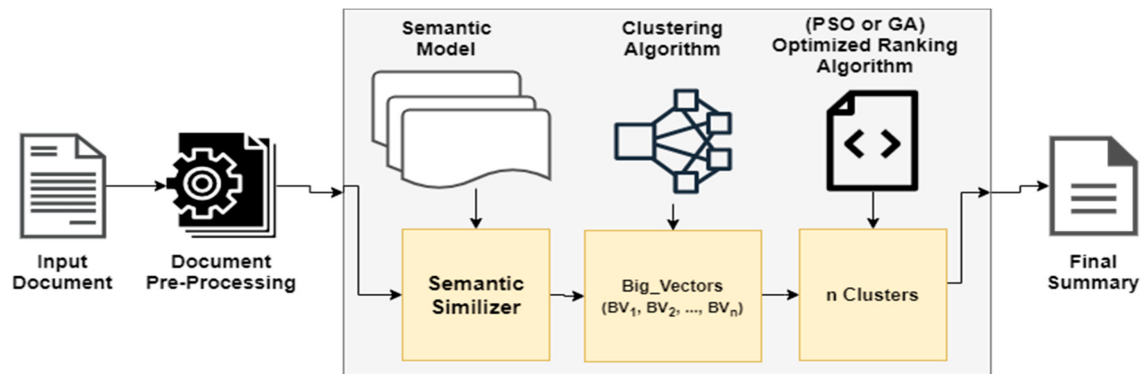 Semantic
Model
Clustering
Algorithm
(PSO or GA)
Optimized Ranking
Algorithm
Input
Document
Document
Pre-Processing
Semantic
Similizer
Big_Vectors
(BV₁, BV₂, ..., BVₙ)
n Clusters
Final
Summary